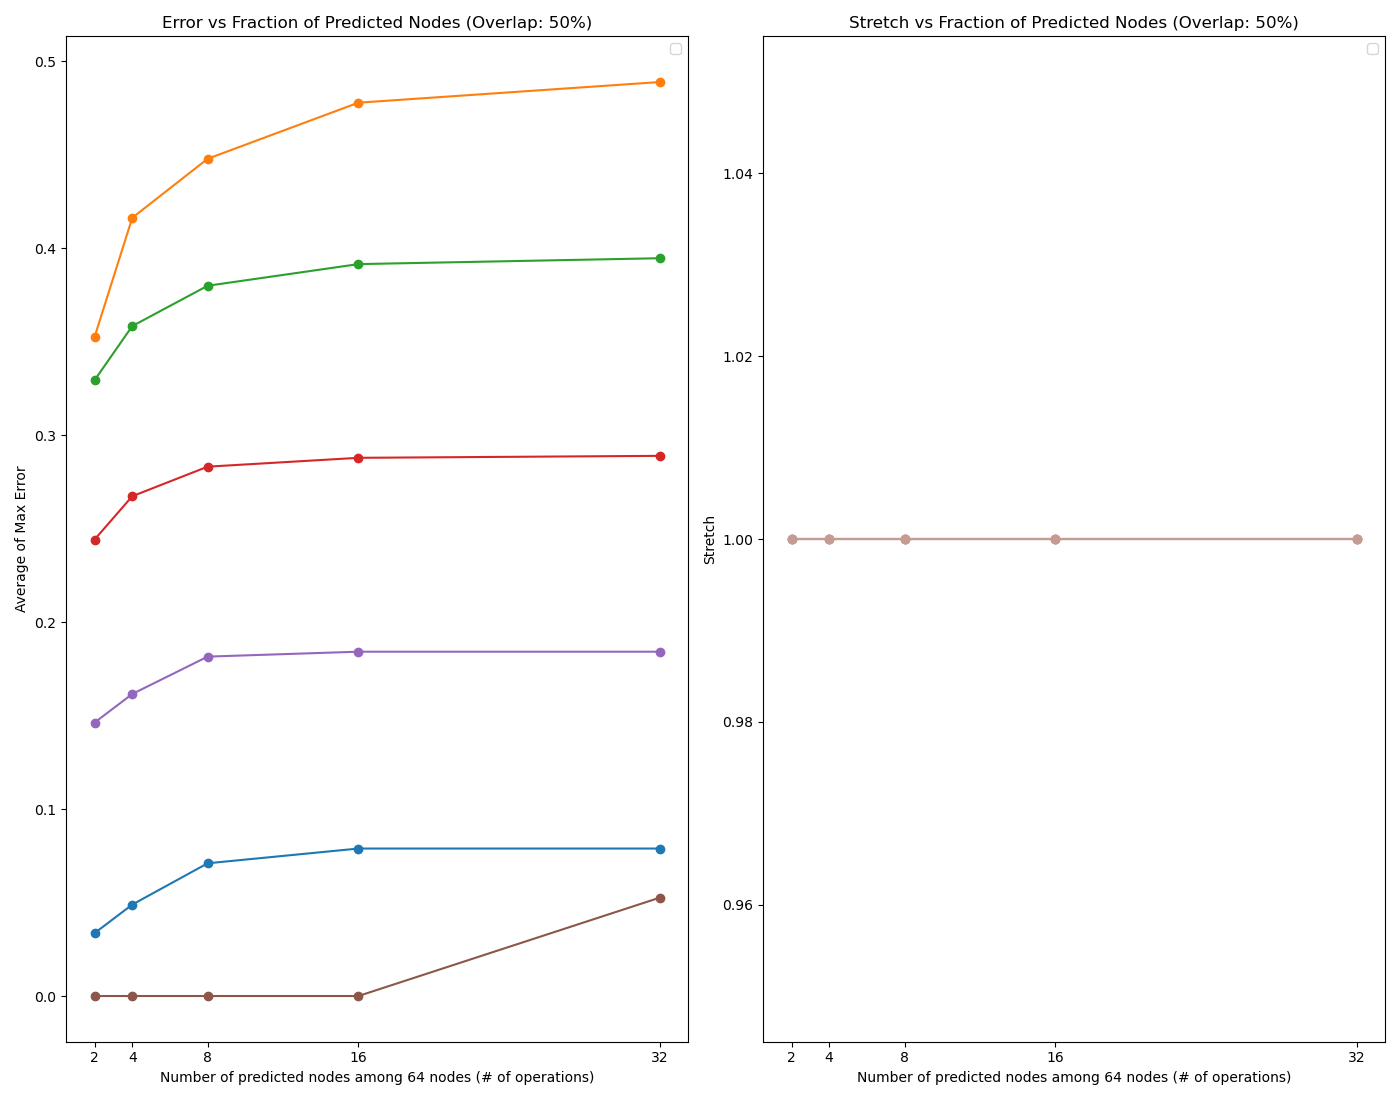 Error vs Fraction of Predicted Nodes (Overlap: 50%)
0.5
0.4
0.3
0.2
0.1
0.0
Average of Max Error
2 4 8 16 32
Number of predicted nodes among 64 nodes (# of operations)
Stretch vs Fraction of Predicted Nodes (Overlap: 50%)
1.04
1.02
1.00
0.98
0.96
Stretch
2 4 8 16 32
Number of predicted nodes among 64 nodes (# of operations)